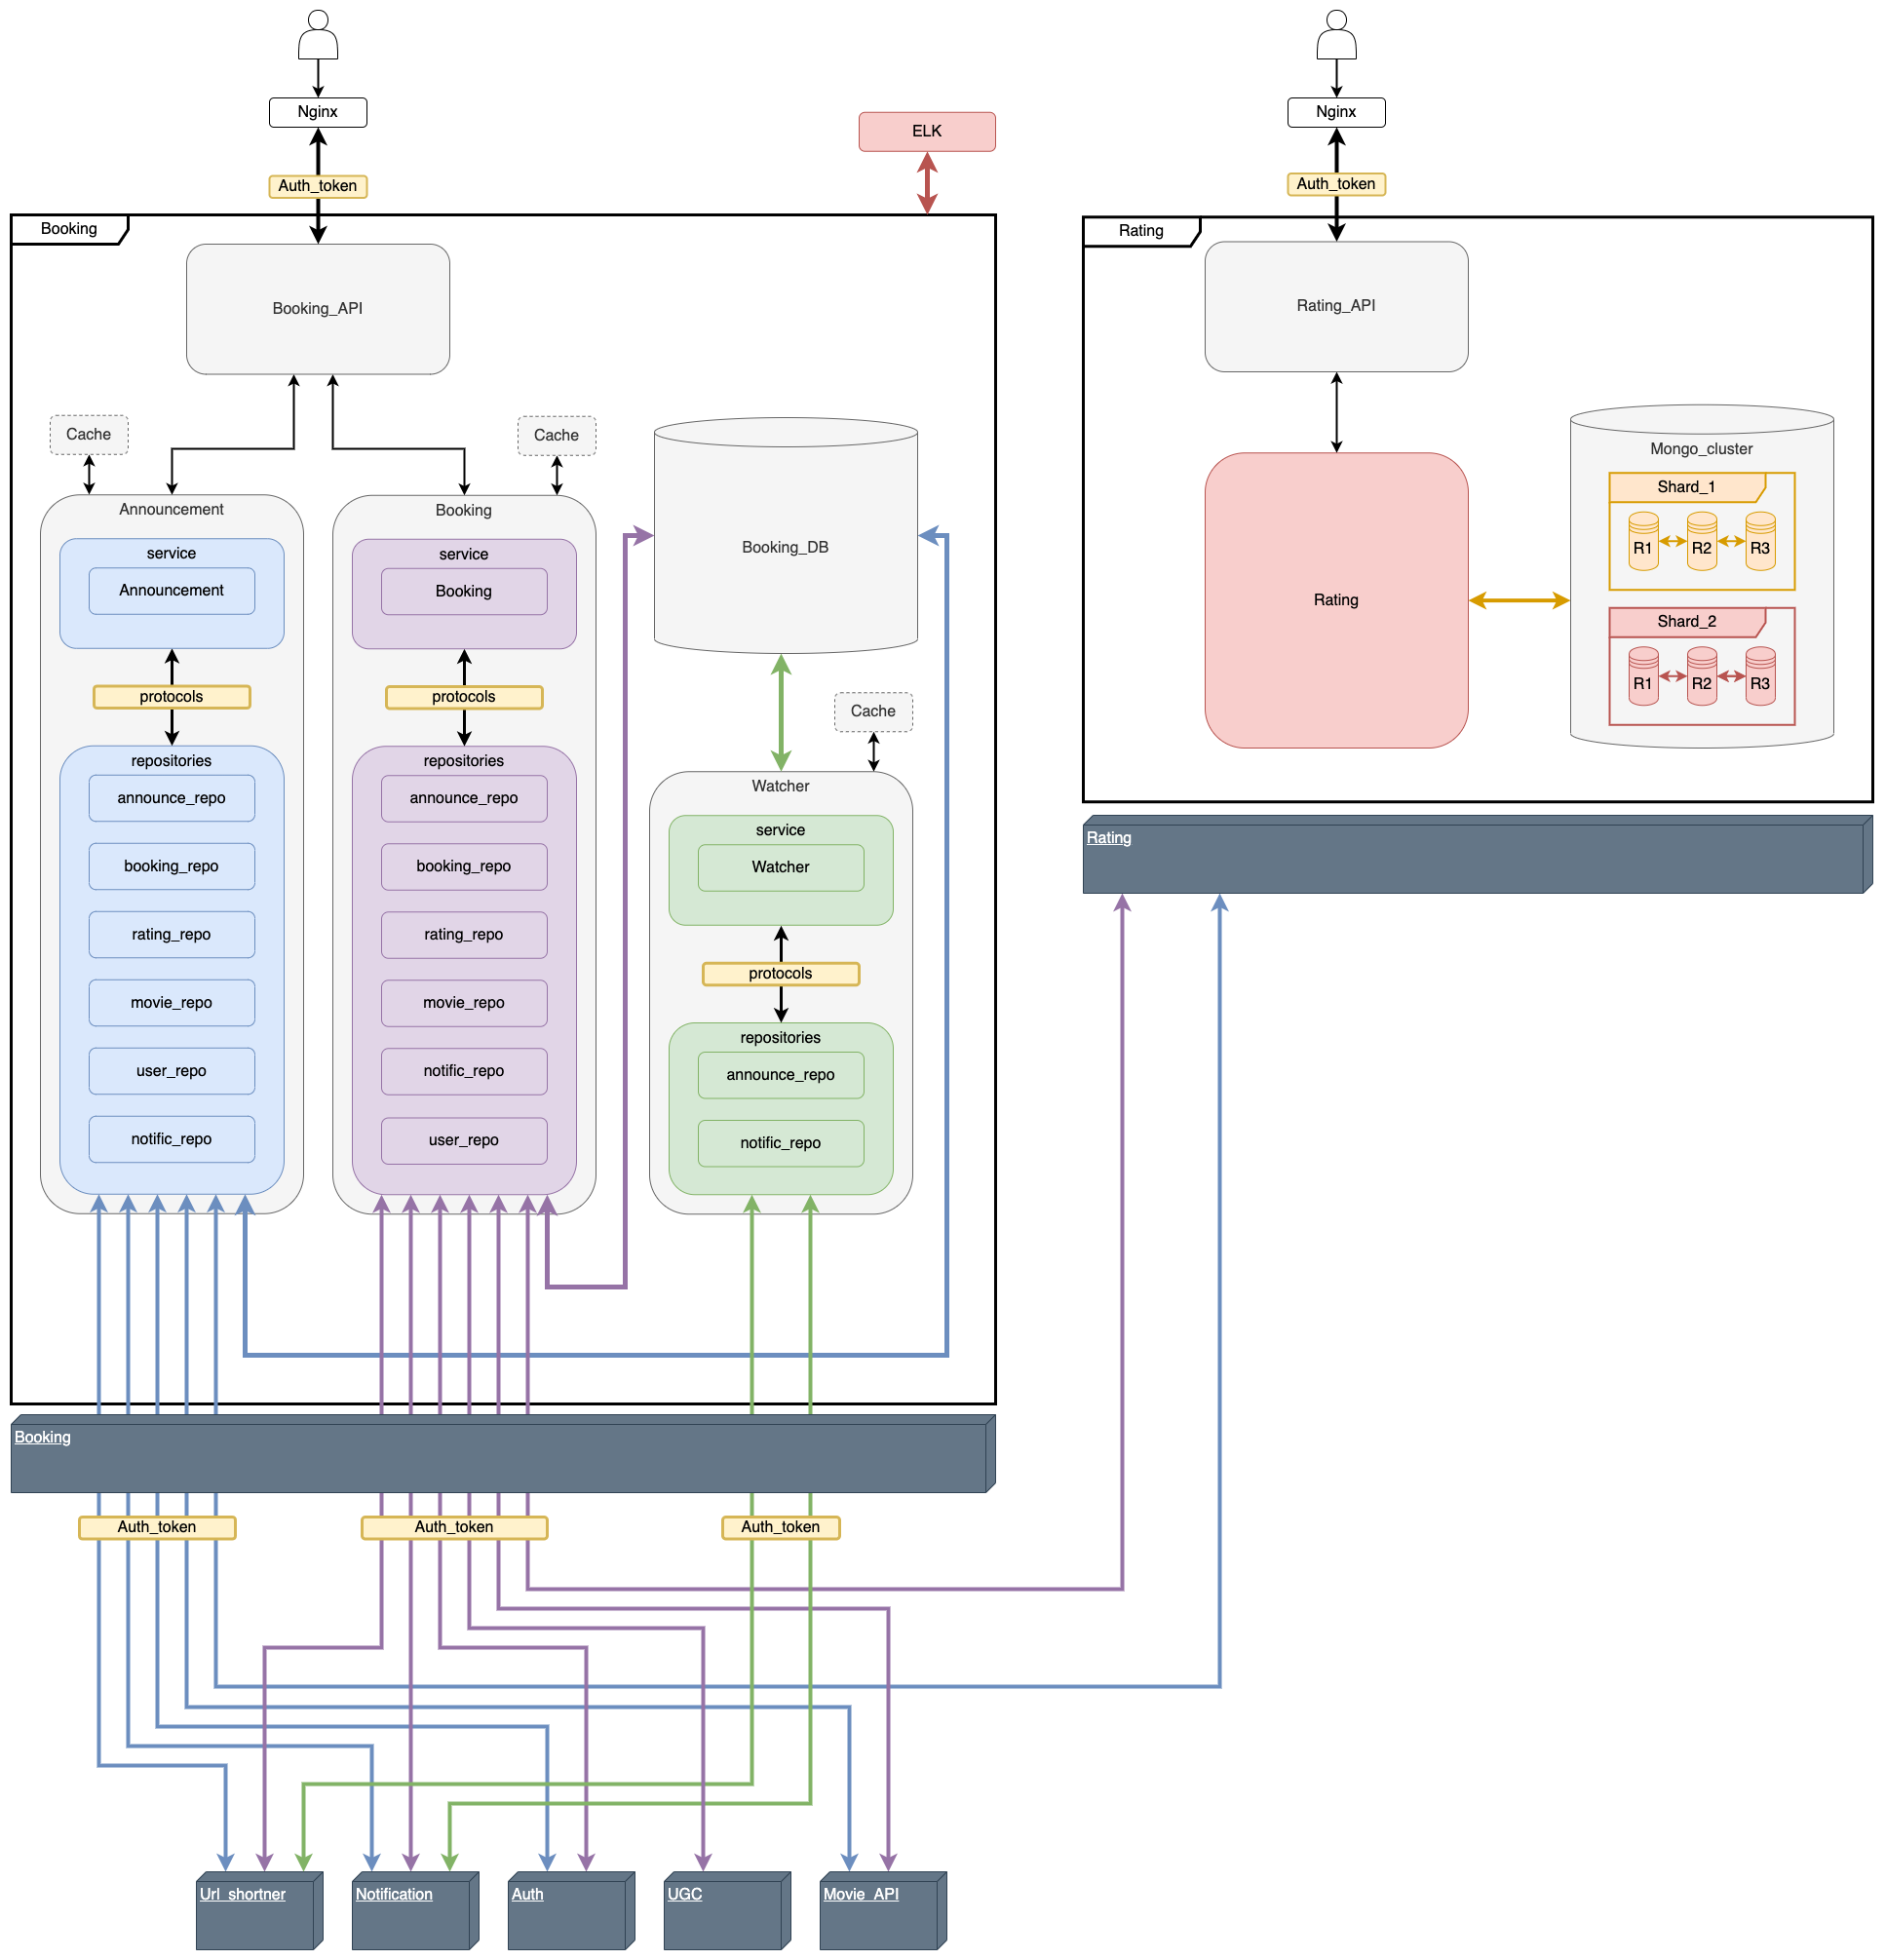 Nginx
Auth_token
ELK
Booking
Booking_API
Cache
Cache
Announcement
service
Announcement
protocols
repositories
announce_repo
booking_repo
rating_repo
movie_repo
user_repo
notific_repo
Booking
service
Booking
protocols
repositories
announce_repo
booking_repo
rating_repo
movie_repo
notific_repo
user_repo
Booking_DB
Cache
Watcher
service
Watcher
protocols
repositories
announce_repo
notific_repo
Booking
Auth_token
Auth_token
Auth_token
Url_shortner
Notification
Auth
UGC
Movie_API
Nginx
Auth_token
Rating
Rating_API
Rating
Mongo_cluster
Shard_1
R1
R2
R3
Shard_2
R1
R2
R3
Rating